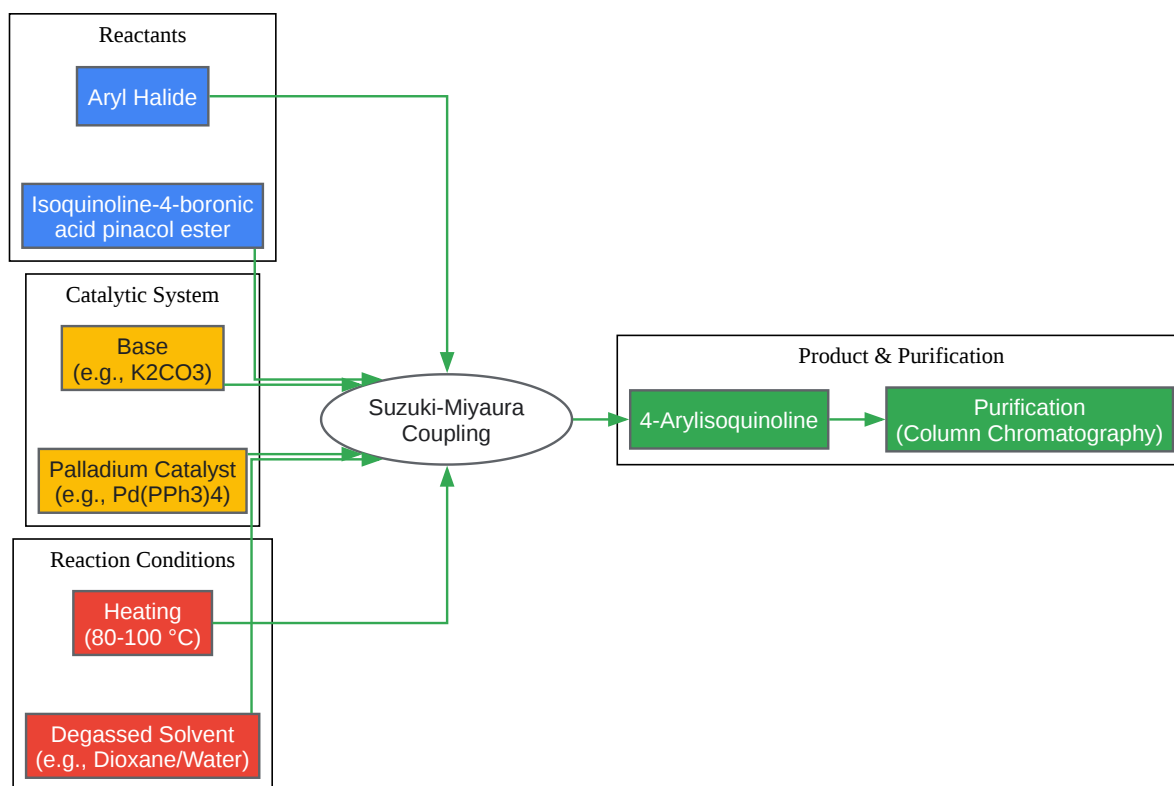 Reactants
Aryl Halide
Isoquinoline-4-boronic
acid pinacol ester
Catalytic System
Base
(e.g., K2CO3)
Palladium Catalyst
(e.g., Pd(PPh3)4)
Reaction Conditions
Heating
(80-100 °C)
Degassed Solvent
(e.g., Dioxane/Water)
Suzuki-Miyaura
Coupling
Product & Purification
4-Arylisoquinoline
Purification
(Column Chromatography)